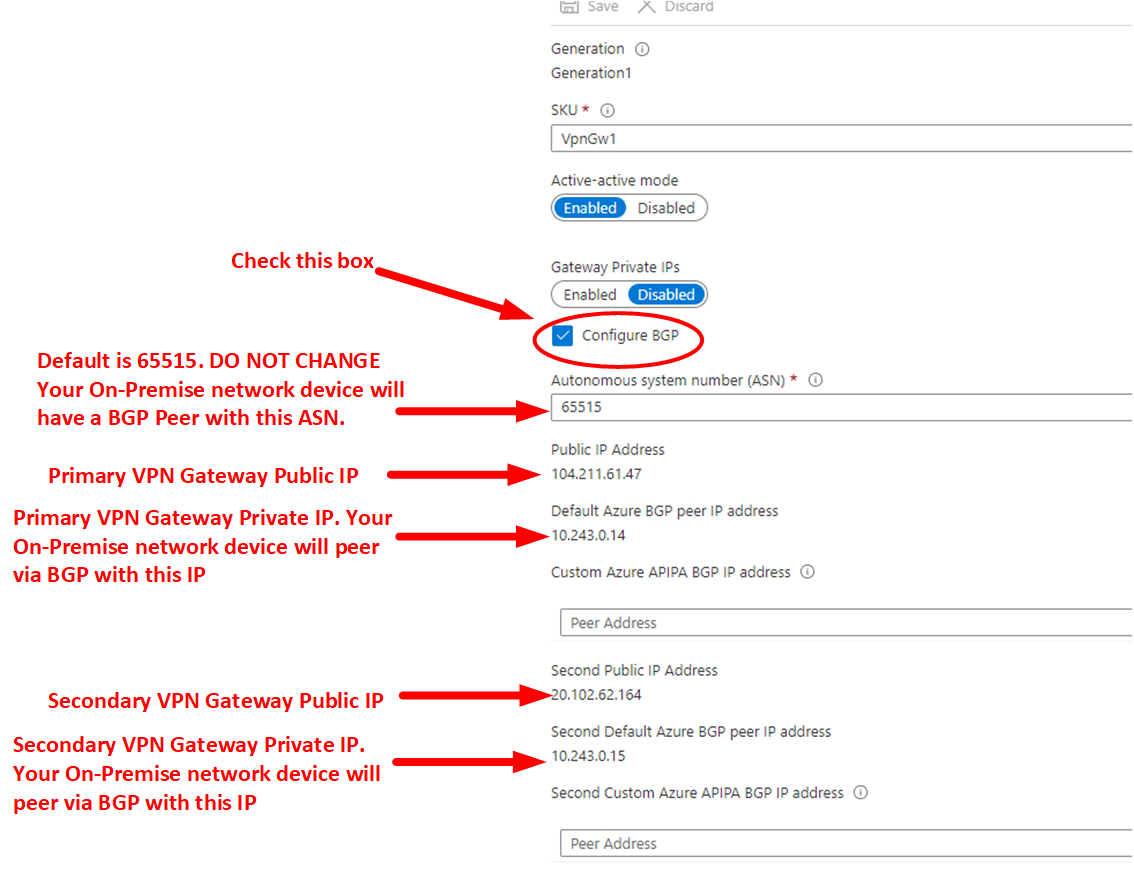 Save Discard
Generation
Generation1
SKU *
VpnGw1
Active-active mode
Enabled Disabled
Check this box
Gateway Private IPs
Enabled Disabled
Configure BGP
Default is 65515. DO NOT CHANGE
Your On-Premise network device will
have a BGP Peer with this ASN.
Autonomous system number (ASN) *
65515
Public IP Address
Primary VPN Gateway Public IP
104.211.61.47
Primary VPN Gateway Private IP. Your
On-Premise network device will peer
via BGP with this IP
Default Azure BGP peer IP address
10.243.0.14
Custom Azure APIPA BGP IP address
Peer Address
Second Public IP Address
Secondary VPN Gateway Public IP
20.102.62.164
Secondary VPN Gateway Private IP.
Your On-Premise network device will
peer via BGP with this IP
Second Default Azure BGP peer IP address
10.243.0.15
Second Custom Azure APIPA BGP IP address
Peer Address